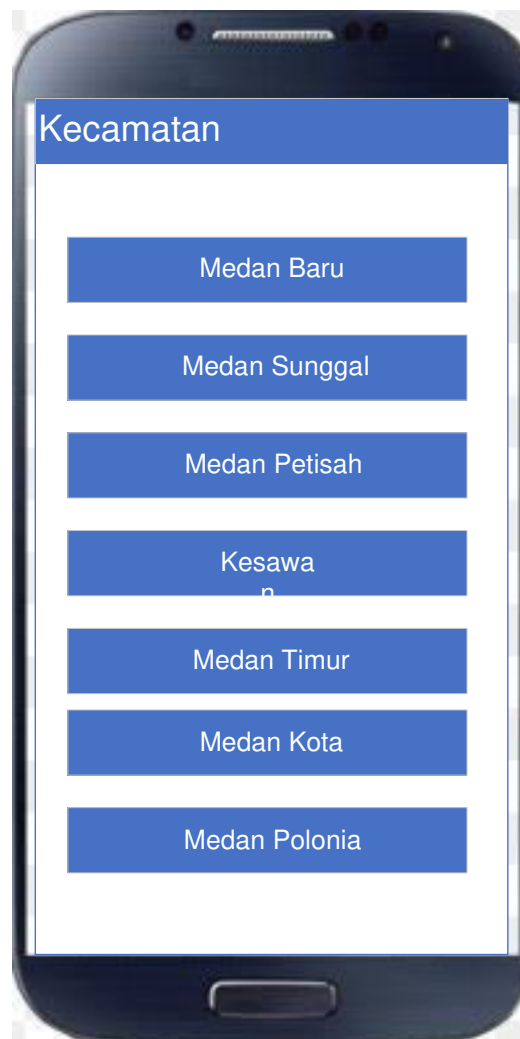 Kecamatan
Medan Baru
Medan Sunggal
Medan Petisah
Kesawa
n
Medan Timur
Medan Kota
Medan Polonia